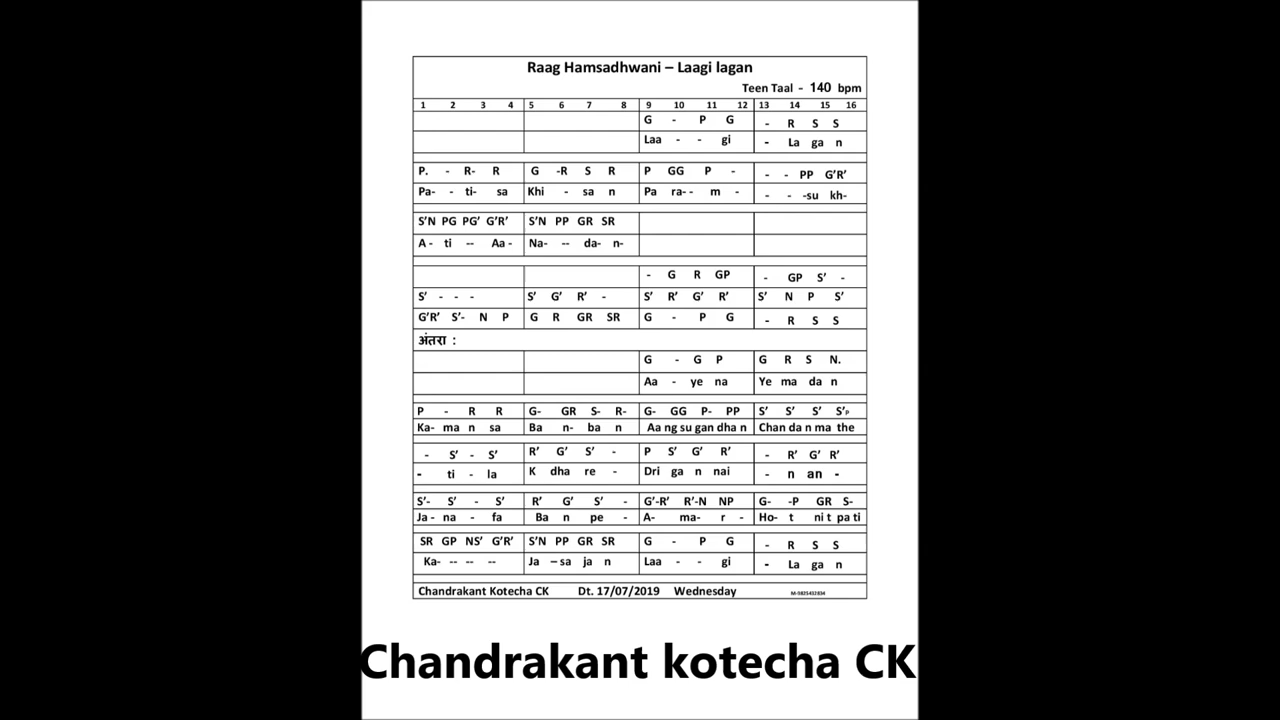 Raag Hamsadhwani – Laagi lagan
Teen Taal - 140 bpm
1 2 3 4 5 6 7 8 9 10 11 12 13 14 15 16
G - P G - R S S
Laa - - gi - La ga n
P. - R- R G -R S R P GG P - - - PP G’R’
Pa- - ti- sa Khi - sa n Pa ra- - m - - - -su kh-
S’N PG PG’ G’R’ S’N PP GR SR
A - ti -- Aa - Na- -- da- n-
- G R GP - GP S’ -
S’ - - - S’ G’ R’ - S’ R’ G’ R’ S’ N P S’
G’R’ S’- N P G R GR SR G - P G - R S S
अंतरा :
G - G P G R S N.
Aa - ye na Ye ma da n
P - R R G- GR S- R- G- GG P- PP S’ S’ S’ S’P
Ka- ma n sa Ba n- ba n Aa ng su gan dha n Chan da n ma the
- S’ - S’ R’ G’ S’ - P S’ G’ R’ - R’ G’ R’
- ti - la K dha re - Dri ga n nai - n an -
S’- S’ - S’ R’ G’ S’ - G’-R’ R’-N NP G- -P GR S-
Ja - na - fa Ba n pe - A- ma- r - Ho- t ni t pa ti
SR GP NS’ G’R’ S’N PP GR SR G - P G - R S S
Ka- -- -- -- Ja – sa ja n Laa - - gi - La ga n
Chandrakant Kotecha CK Dt. 17/07/2019 Wednesday
Chandrakant kotecha CK